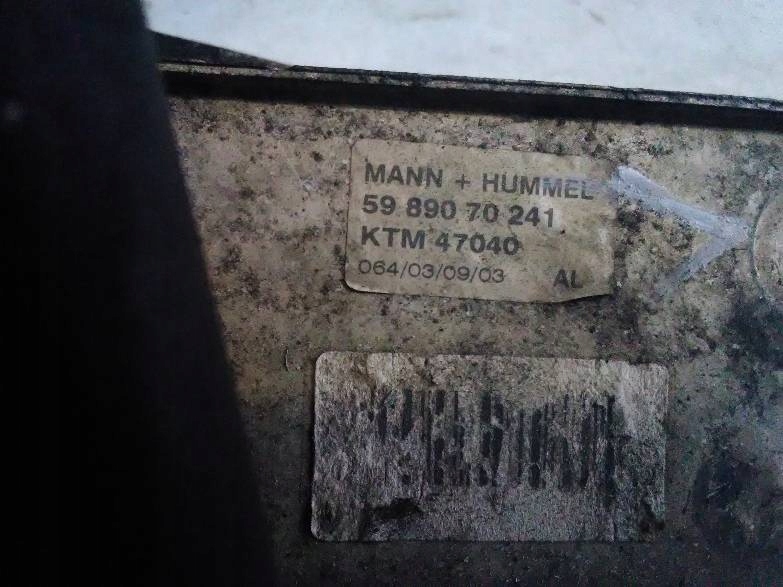 MANN + HUMMEL
59 890 70 241
KTM 47040
064/03/09/03 AL